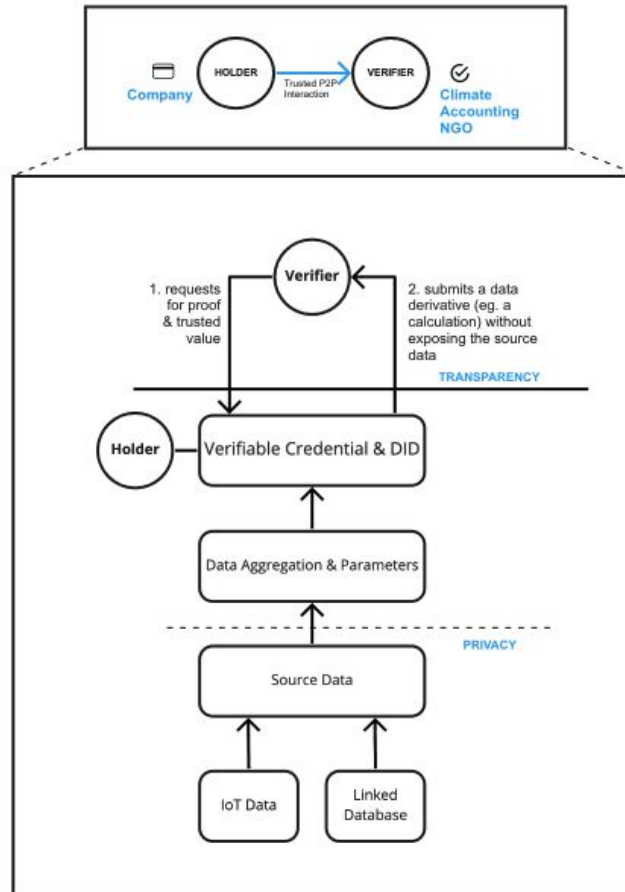 HOLDER
VERIFIER
Trusted P2P
Interaction
Company
Climate
Accounting
NGO
Verifier
1. requests
for proof
& trusted
value
2. submits a data
derivative (eg. a
calculation) without
exposing the source
data
TRANSPARENCY
Holder
Verifiable Credential & DID
Data Aggregation & Parameters
PRIVACY
Source Data
IoT Data
Linked
Database